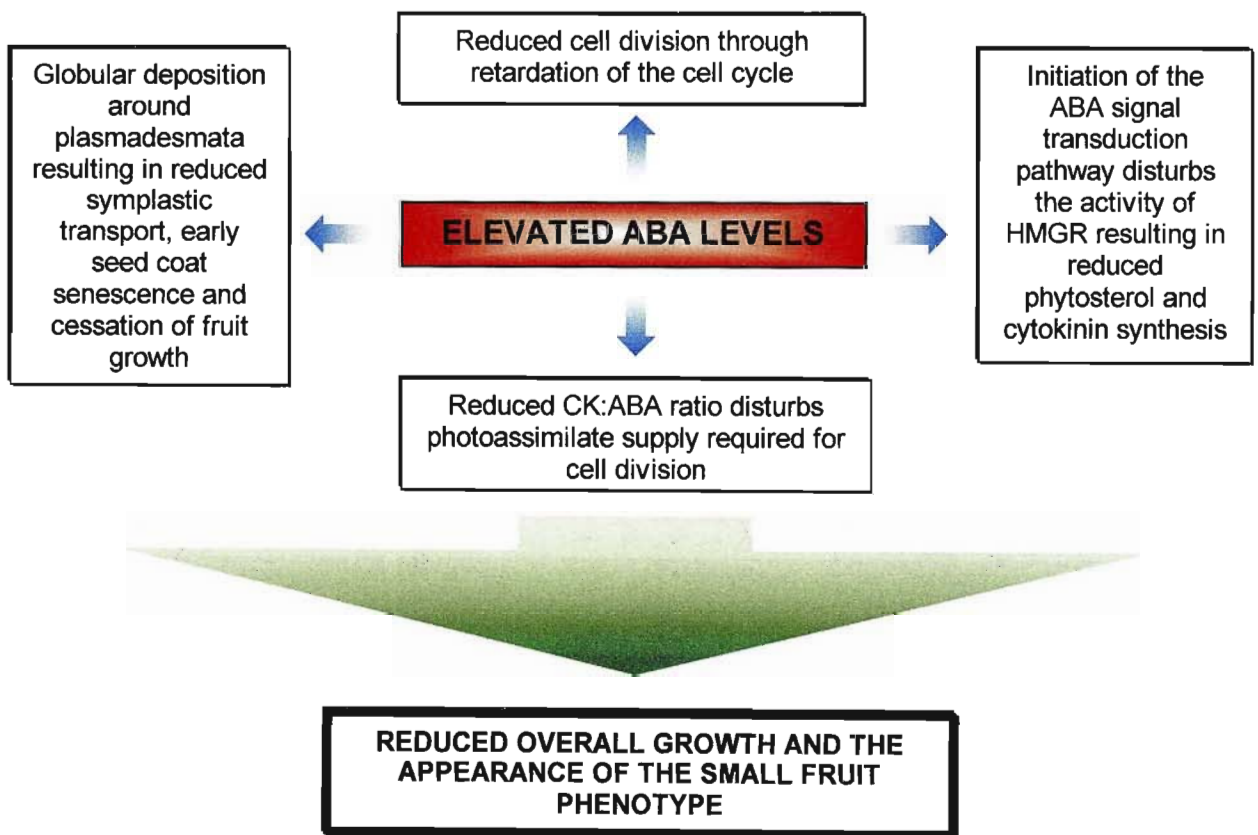 Reduced cell division through
retardation of the cell cycle
Globular deposition
around
plasmadesmata
resulting in reduced
symplastic
transport, early
seed coat
senescence and
cessation of fruit
growth
ELEVATED ABA LEVELS
Initiation of the
ABA signal
transduction
pathway disturbs
the activity of
HMGR resulting in
reduced
phytosterol and
cytokinin synthesis
Reduced CK:ABA ratio disturbs
photoassimilate supply required for
cell division
REDUCED OVERALL GROWTH AND THE
APPEARANCE OF THE SMALL FRUIT
PHENOTYPE